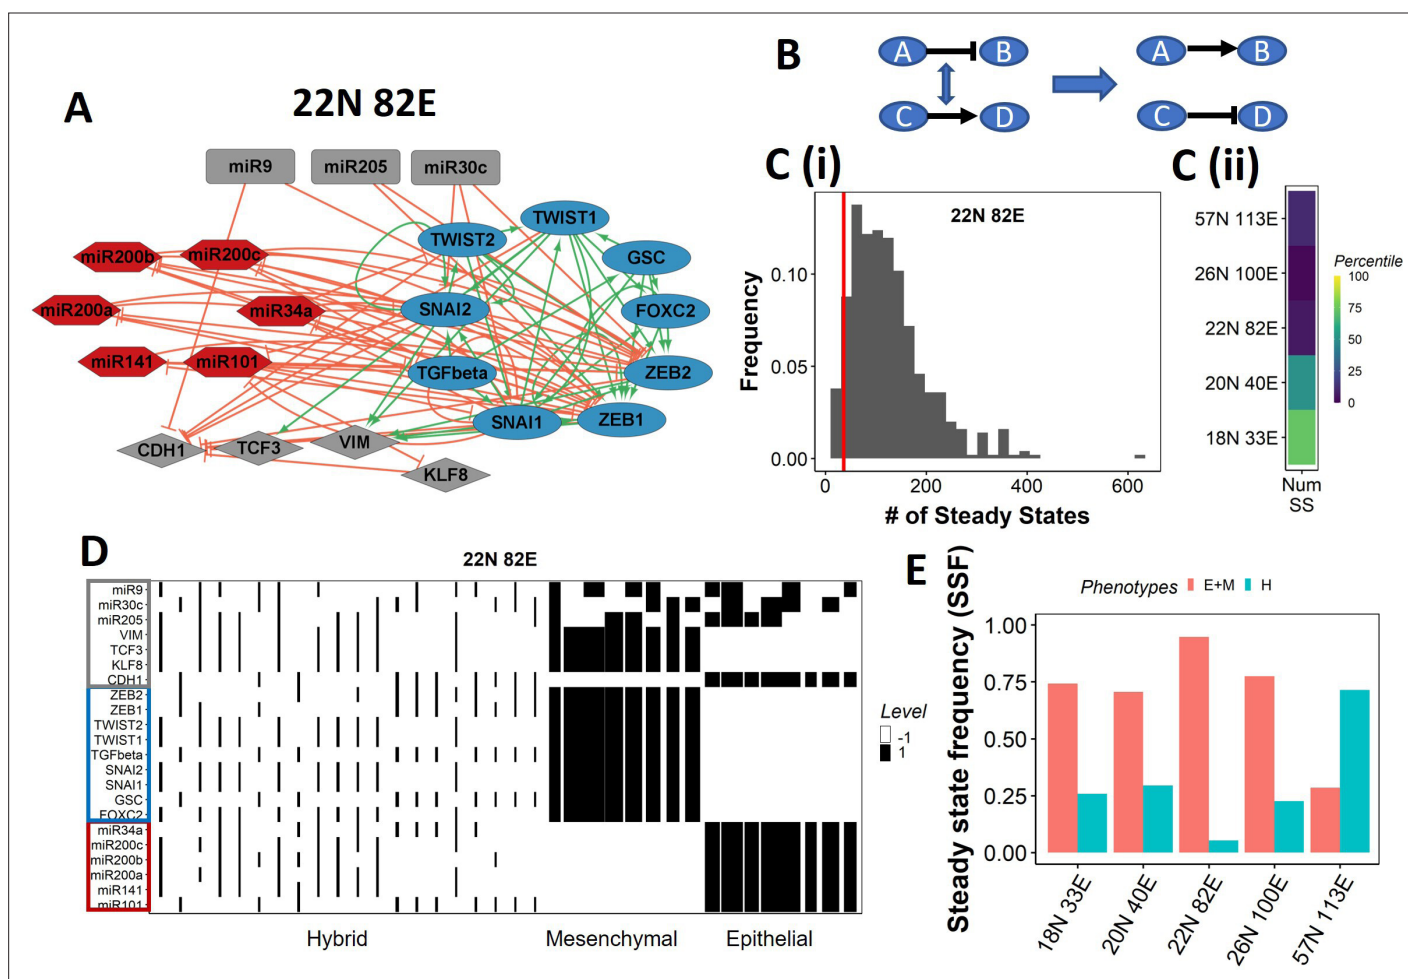 A
22N 82E
miR9
miR205
miR30c
TWIST1
TWIST2
miR200b
miR200c
GSC
miR200a
miR34a
SNAI2
FOXC2
miR141
miR101
TGFbeta
ZEB2
SNAI1
ZEB1
CDH1
TCF3
VIM
KLF8
B
A
B
C
D
A
B
C
D
C (i)
22N 82E
Frequency
0.10
0.05
0.00
0
200
400
600
# of Steady States
C (ii)
57N 113E
26N 100E
22N 82E
20N 40E
18N 33E
Num
SS
Percentile
100
75
50
25
0
D
22N 82E
miR9
miR30c
miR205
VIM
TCF3
KLF8
CDH1
ZEB2
ZEB1
TWIST2
TWIST1
TGFbeta
SNAI2
SNAI1
GSC
FOXC2
miR34a
miR200c
miR200b
miR200a
miR141
miR101
Hybrid
Mesenchymal
Epithelial
Level
-1
1
E
Phenotypes
E+M
H
Steady state frequency (SSF)
1.00
0.75
0.50
0.25
0.00
18N 33E
20N 40E
22N 82E
26N 100E
57N 113E